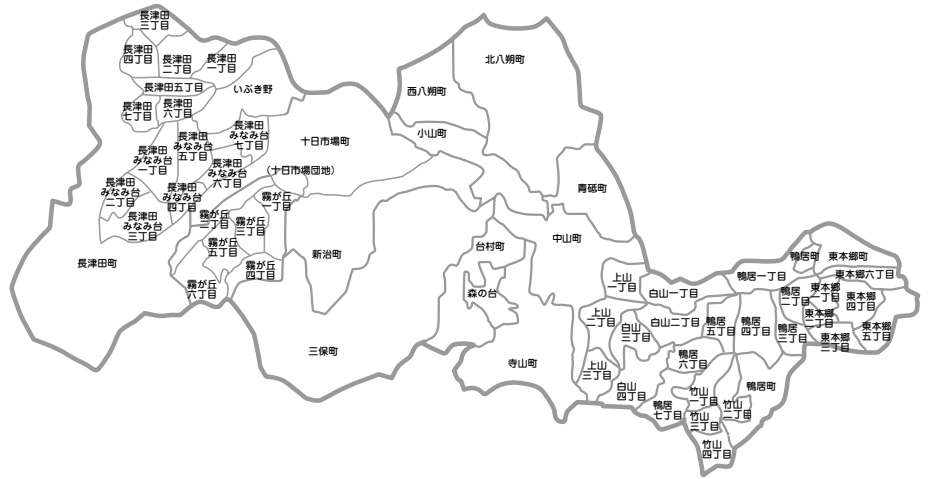 長津田
三丁目
長津田
四丁目
長津田
二丁目
長津田
一丁目
長津田五丁目
いぶき野
長津田
七丁目
長津田
六丁目
長津田
みなみ台
七丁目
長津田
みなみ台
五丁目
長津田
みなみ台
一丁目
長津田
みなみ台
六丁目
長津田
みなみ台
二丁目
長津田
みなみ台
四丁目
長津田
みなみ台
三丁目
長津田町
十日市場町
(十日市場団地)
霧が丘
一丁目
霧が丘
二丁目
霧が丘
三丁目
霧が丘
五丁目
霧が丘
四丁目
霧が丘
六丁目
新治町
三保町
北八朔町
西八朔町
小山町
青砥町
中山町
台村町
森の台
寺山町
上山
一丁目
上山
二丁目
上山
三丁目
白山一丁目
白山二丁目
白山
三丁目
白山
四丁目
鴨居一丁目
鴨居町
鴨居
二丁目
鴨居
三丁目
鴨居
四丁目
鴨居
五丁目
鴨居
六丁目
鴨居
七丁目
鴨居町
竹山
一丁目
竹山
二丁目
竹山
三丁目
竹山
四丁目
東本郷町
東本郷六丁目
東本郷
一丁目
東本郷
四丁目
東本郷
二丁目
東本郷
三丁目
東本郷
五丁目